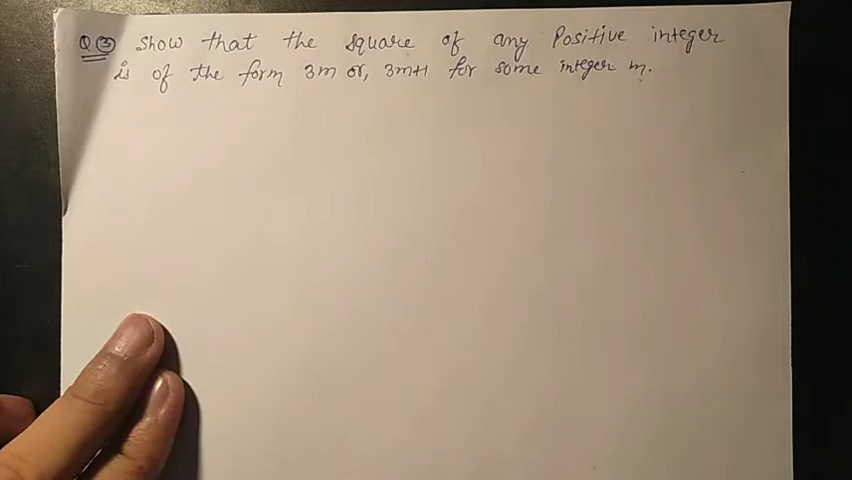 Q③ Show that the square of any Positive integer
is of the form 3m or, 3m+1 for some integer m.